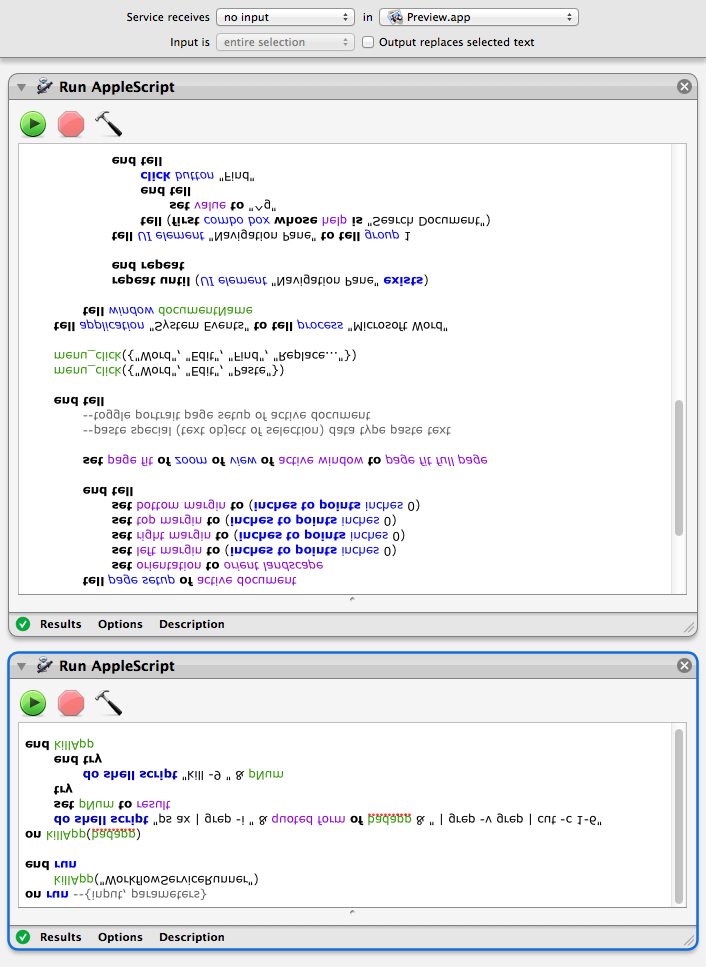 Service receives no input in Preview.app
Input is entire selection Output replaces selected text
Run AppleScript
tell page setup of active document
set orientation to orient landscape
set left margin to (inches to points inches 0)
set right margin to (inches to points inches 0)
set top margin to (inches to points inches 0)
set bottom margin to (inches to points inches 0)
end tell
set page fit of zoom of view of active window to page fit full page
--paste special (text object of selection) data type paste text
--toggle portrait page setup of active document
end tell
menu_click({"Word", "Edit", "Paste"})
menu_click({"Word", "Edit", "Find", "Replace..."})
tell application "System Events" to tell process "Microsoft Word"
tell window documentName
repeat until (UI element "Navigation Pane" exists)
end repeat
tell UI element "Navigation Pane" to tell group 1
tell (first combo box whose help is "Search Document")
set value to "^g"
end tell
click button "Find"
end tell
Results Options Description
Run AppleScript
on run --{input, parameters}
killApp("WorkflowServiceRunner")
end run
on killApp(badapp)
do shell script "ps ax | grep -i " & quoted form of badapp & " | grep -v grep | cut -c 1-6"
set pNum to result
try
do shell script "kill -9 " & pNum
end try
end killApp
Results Options Description